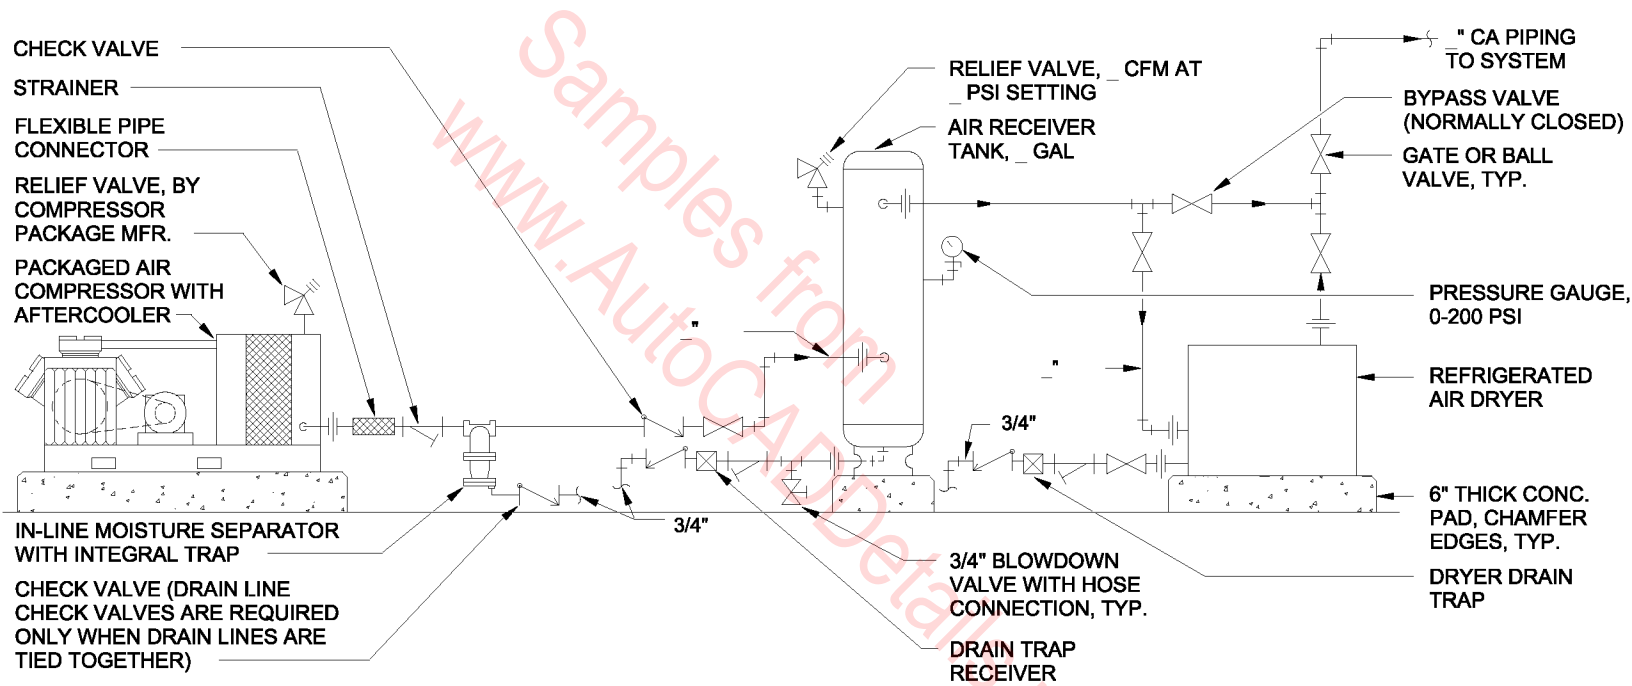 CHECK VALVE
STRAINER
FLEXIBLE PIPE
CONNECTOR
RELIEF VALVE, BY
COMPRESSOR
PACKAGE MFR.
PACKAGED AIR
COMPRESSOR WITH
AFTERCOOLER
IN-LINE MOISTURE SEPARATOR
WITH INTEGRAL TRAP
CHECK VALVE (DRAIN LINE
CHECK VALVES ARE REQUIRED
ONLY WHEN DRAIN LINES ARE
TIED TOGETHER)
Samples from
www.AutoCADDetails
RELIEF VALVE, _ CFM AT
_ PSI SETTING
AIR RECEIVER
TANK, _ GAL
_"
_"
3/4"
3/4"
3/4" BLOWDOWN
VALVE WITH HOSE
CONNECTION, TYP.
DRAIN TRAP
RECEIVER
_" CA PIPING
TO SYSTEM
BYPASS VALVE
(NORMALLY CLOSED)
GATE OR BALL
VALVE, TYP.
PRESSURE GAUGE,
0-200 PSI
REFRIGERATED
AIR DRYER
6" THICK CONC.
PAD, CHAMFER
EDGES, TYP.
DRYER DRAIN
TRAP